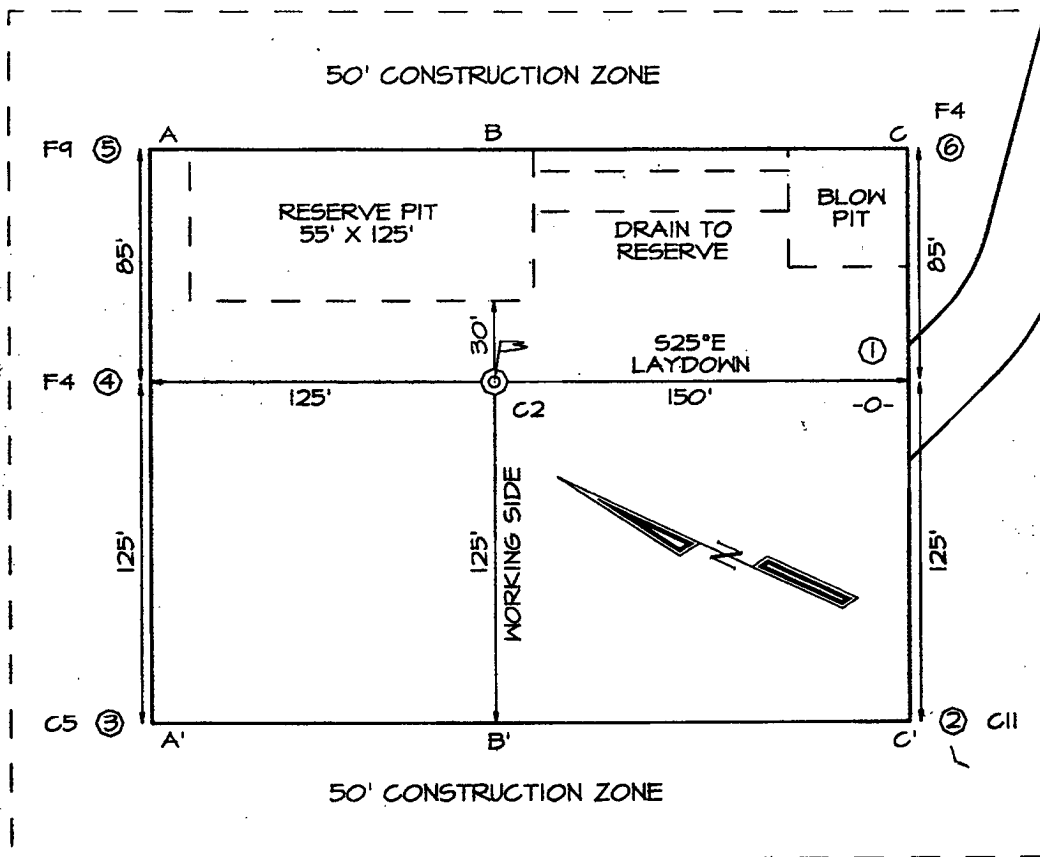 50' CONSTRUCTION ZONE
F4
A B C
F9 ⑤ ⑥
RESERVE PIT
55' X 125'
BLOW
PIT
DRAIN TO
RESERVE
85' 85'
30'
S25°E
LAYDOWN
①
F4 ④
125' 150' -0-
C2
125' 125' WORKING SIDE 125'
N
C5 ③ ② C11
A' B' C'
50' CONSTRUCTION ZONE